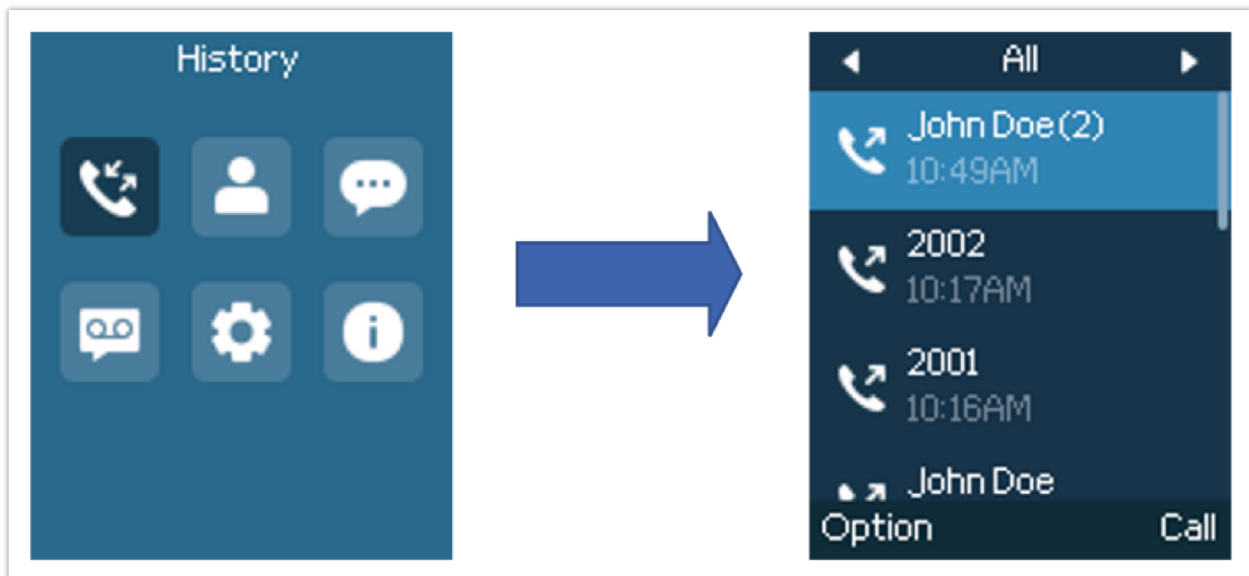 History
All
John Doe(2)
10:49AM
2002
10:17AM
2001
10:16AM
John Doe
Option Call